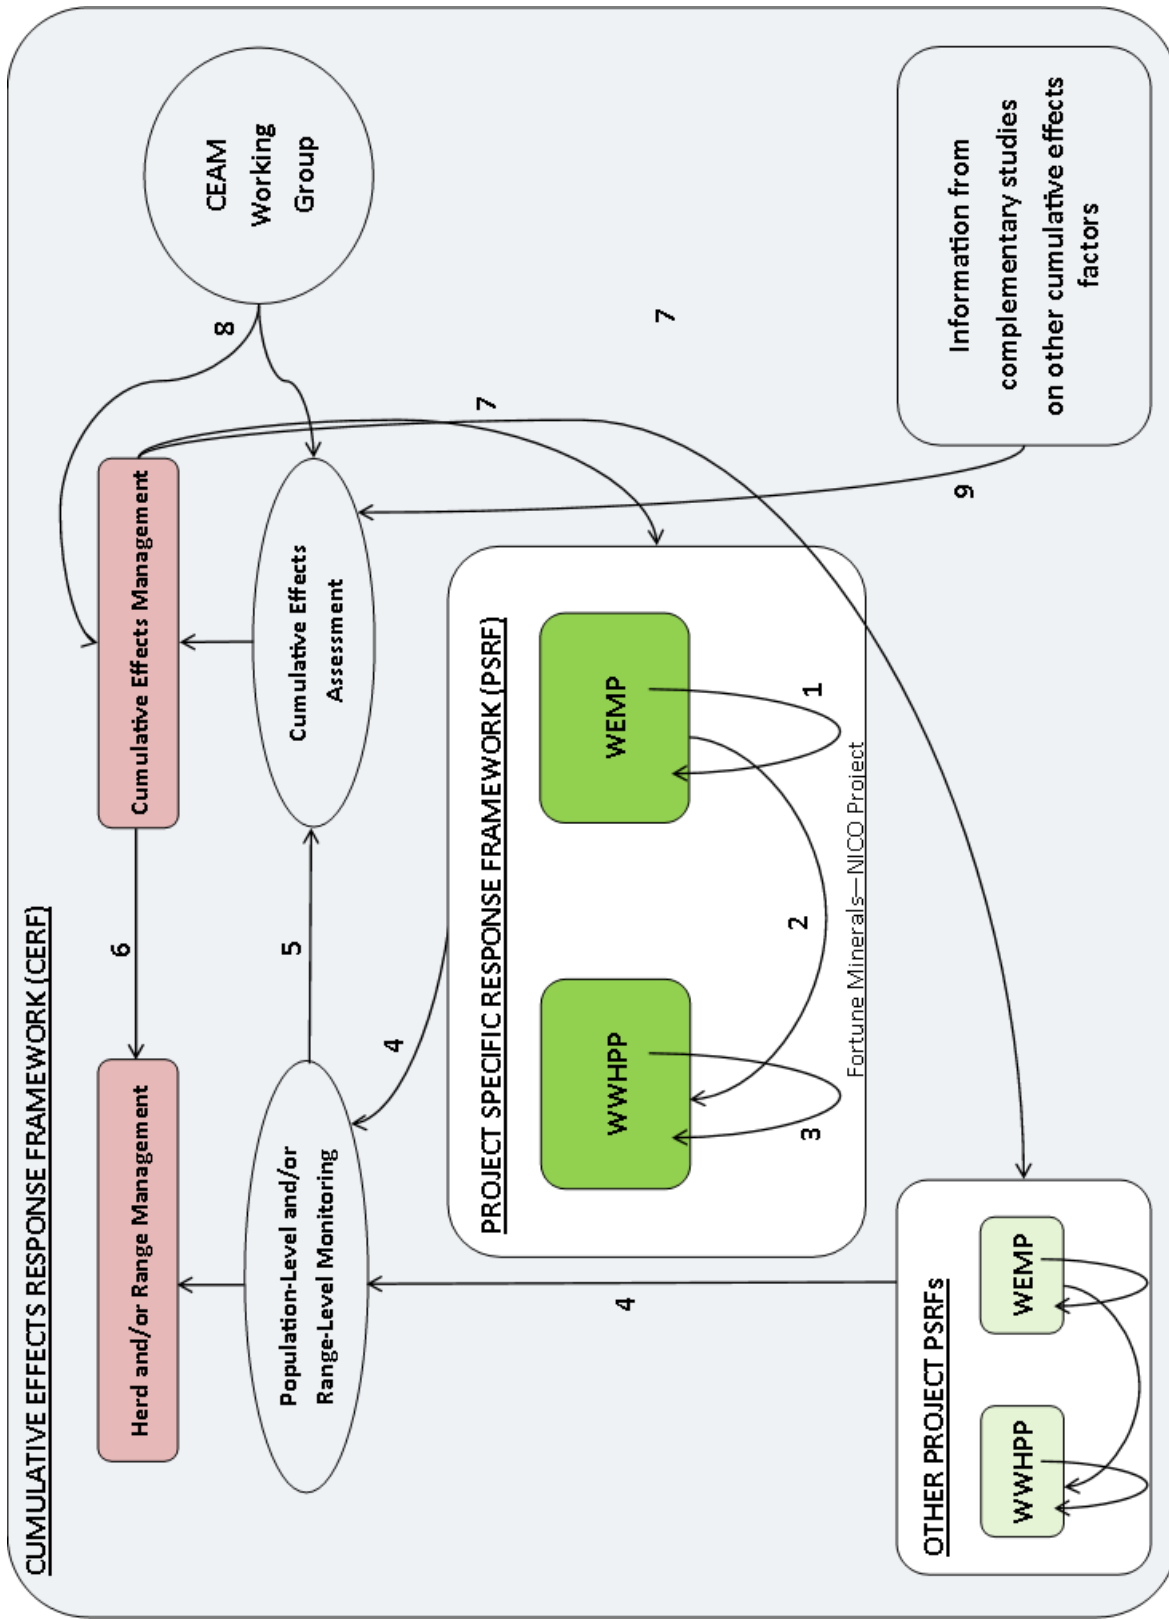 CUMULATIVE EFFECTS RESPONSE FRAMEWORK (CERF)
Herd and/or Range Management
6
Cumulative Effects Management
8
CEAM
Working
Group
Population-Level and/or
Range-Level Monitoring
5
Cumulative Effects
Assessment
4
7
7
PROJECT SPECIFIC RESPONSE FRAMEWORK (PSRF)
WWHPP
WEMP
3
2
1
Fortune Minerals—NICO Project
4
9
OTHER PROJECT PSRFs
WWHPP
WEMP
Information from
complementary studies
on other cumulative effects
factors